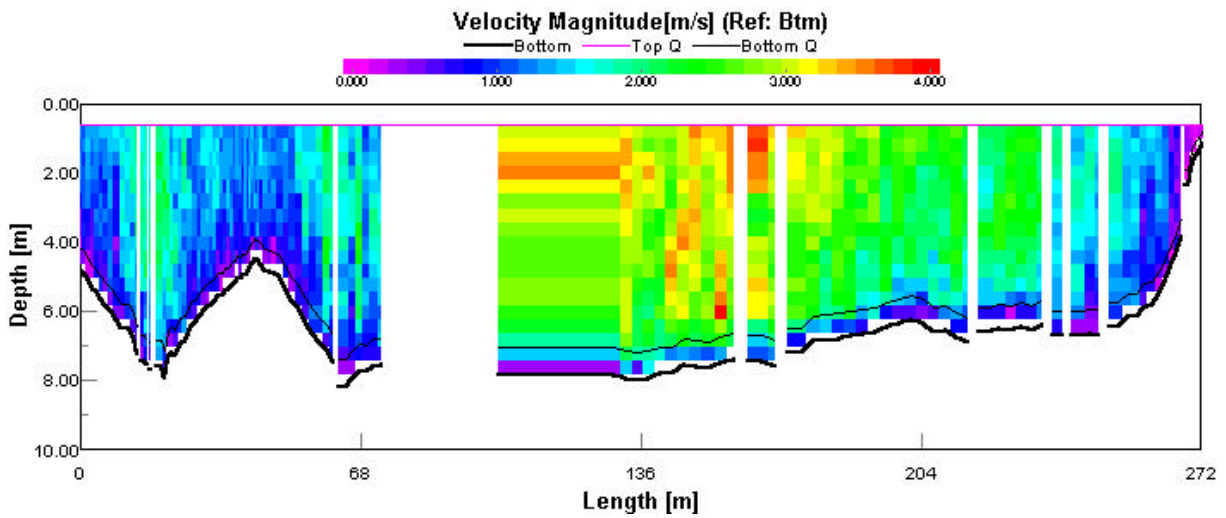 Velocity Magnitude[m/s] (Ref: Btm)
Bottom Top Q Bottom Q
0.000 1.000 2.000 3.000 4.000
0.00
2.00
4.00
6.00
8.00
10.00
Depth [m]
0 68 136 204 272
Length [m]